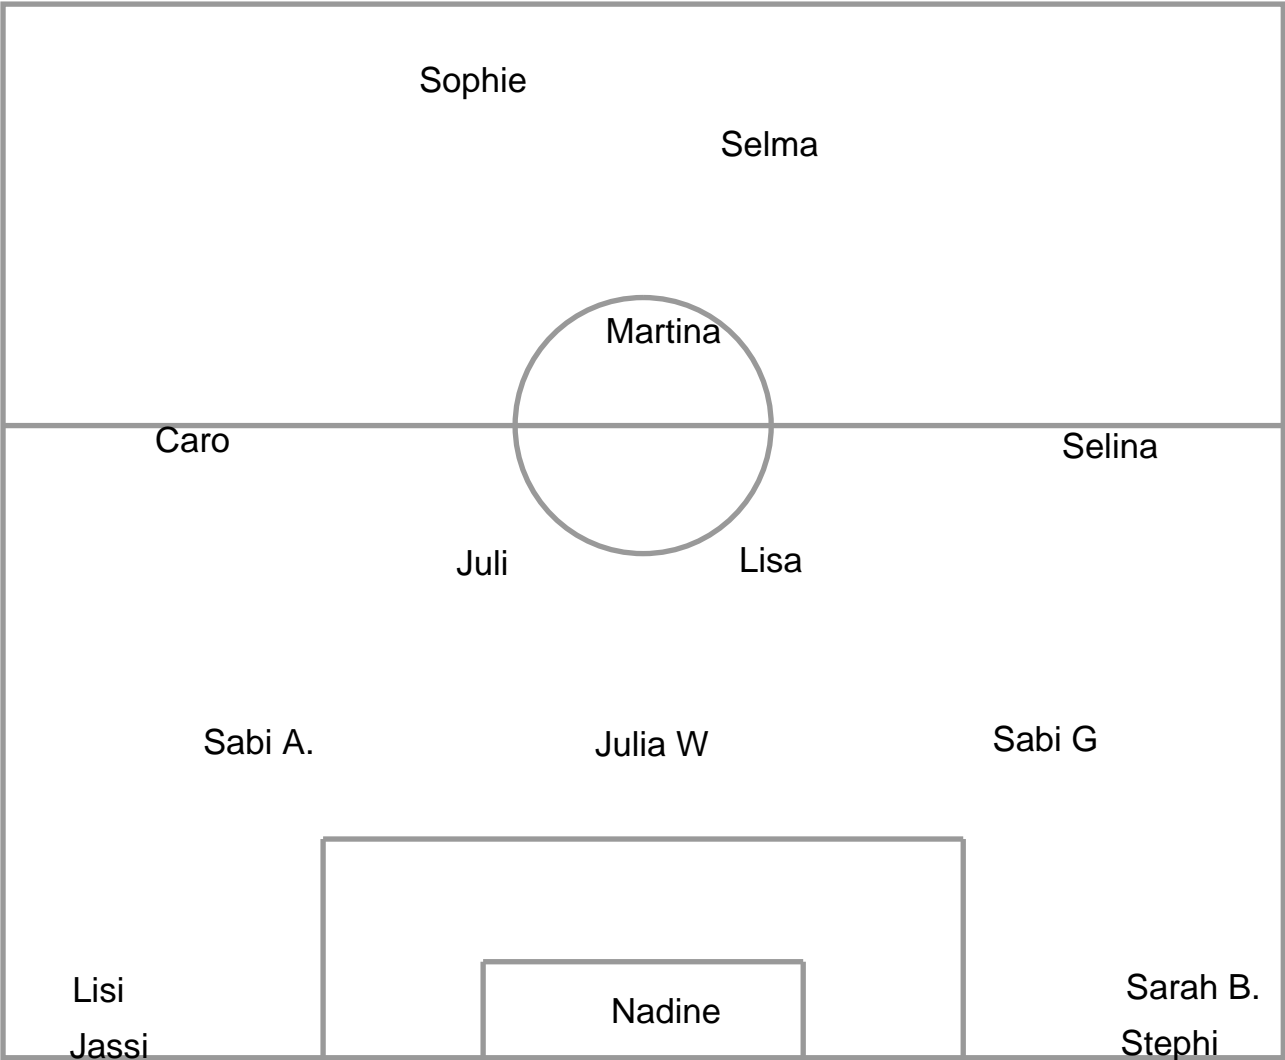 Sophie
Selma
Martina
Caro
Selina
Juli
Lisa
Sabi A.
Julia W
Sabi G
Lisi
Sarah B.
Nadine
Jassi
Stephi